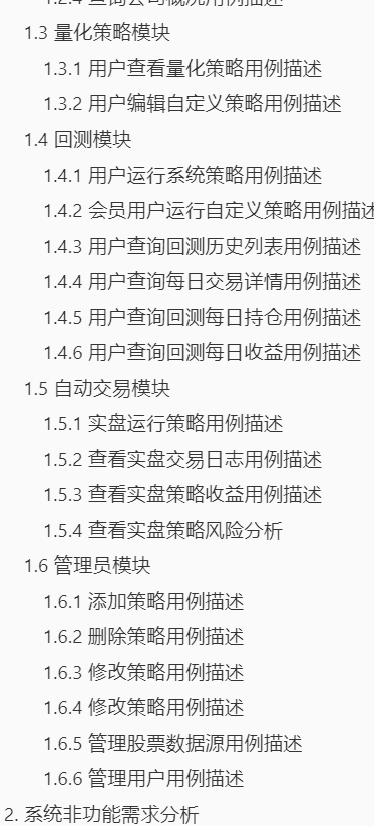 1.2.4 查询公司概况用例描述
1.3 量化策略模块
1.3.1 用户查看量化策略用例描述
1.3.2 用户编辑自定义策略用例描述
1.4 回测模块
1.4.1 用户运行系统策略用例描述
1.4.2 会员用户运行自定义策略用例描述
1.4.3 用户查询回测历史列表用例描述
1.4.4 用户查询每日交易详情用例描述
1.4.5 用户查询回测每日持仓用例描述
1.4.6 用户查询回测每日收益用例描述
1.5 自动交易模块
1.5.1 实盘运行策略用例描述
1.5.2 查看实盘交易日志用例描述
1.5.3 查看实盘策略收益用例描述
1.5.4 查看实盘策略风险分析
1.6 管理员模块
1.6.1 添加策略用例描述
1.6.2 删除策略用例描述
1.6.3 修改策略用例描述
1.6.4 修改策略用例描述
1.6.5 管理股票数据源用例描述
1.6.6 管理用户用例描述
2. 系统非功能需求分析